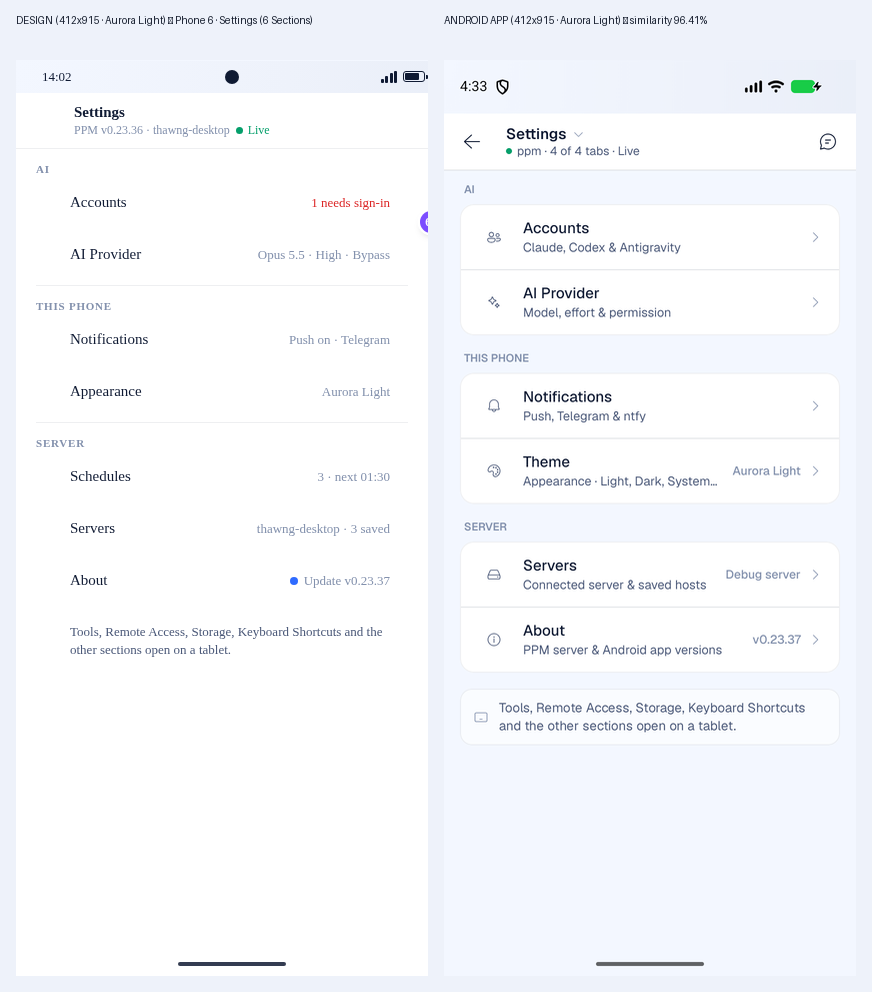 DESIGN (412x915 · Aurora Light) Phone 6 · Settings (6 Sections)
14:02
Settings
PPM v0.23.36 · thawng-desktop Live
AI
Accounts 1 needs sign-in
AI Provider Opus 5.5 · High · Bypass
THIS PHONE
Notifications Push on · Telegram
Appearance Aurora Light
SERVER
Schedules 3 · next 01:30
Servers thawng-desktop · 3 saved
About Update v0.23.37
Tools, Remote Access, Storage, Keyboard Shortcuts and the
other sections open on a tablet.
ANDROID APP (412x915 · Aurora Light) similarity 96.41%
4:33
Settings
ppm · 4 of 4 tabs · Live
AI
Accounts
Claude, Codex & Antigravity
AI Provider
Model, effort & permission
THIS PHONE
Notifications
Push, Telegram & ntfy
Theme
Appearance · Light, Dark, System...
Aurora Light
SERVER
Servers
Connected server & saved hosts
Debug server
About
PPM server & Android app versions
v0.23.37
Tools, Remote Access, Storage, Keyboard Shortcuts
and the other sections open on a tablet.